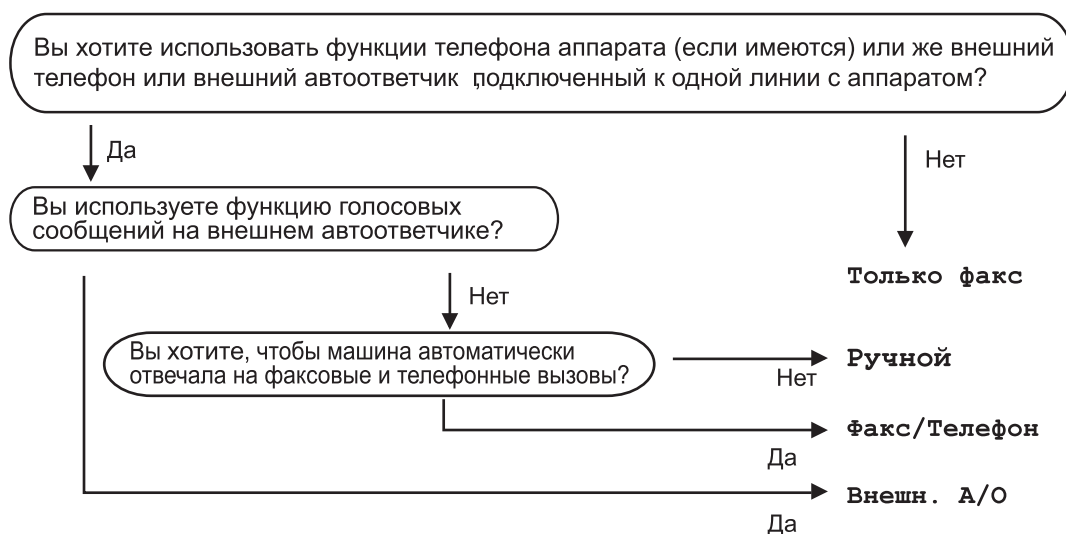 Вы хотите использовать функции телефона аппарата (если имеются) или же внешний
телефон или внешний автоответчик ,подключенный к одной линии с аппаратом?
Да
Нет
Вы используете функцию голосовых
сообщений на внешнем автоответчике?
Только факс
Нет
Вы хотите, чтобы машина автоматически
отвечала на факсовые и телефонные вызовы?
Нет
Ручной
Факс/Телефон
Да
Внешн. А/О
Да